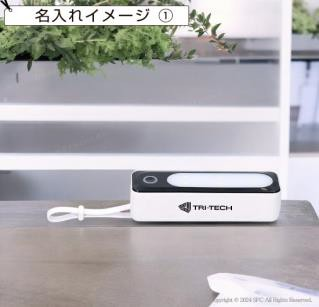 名入れイメージ ①
TRI-TECH
Copyright © 2024 SPC All Rights Reserved.